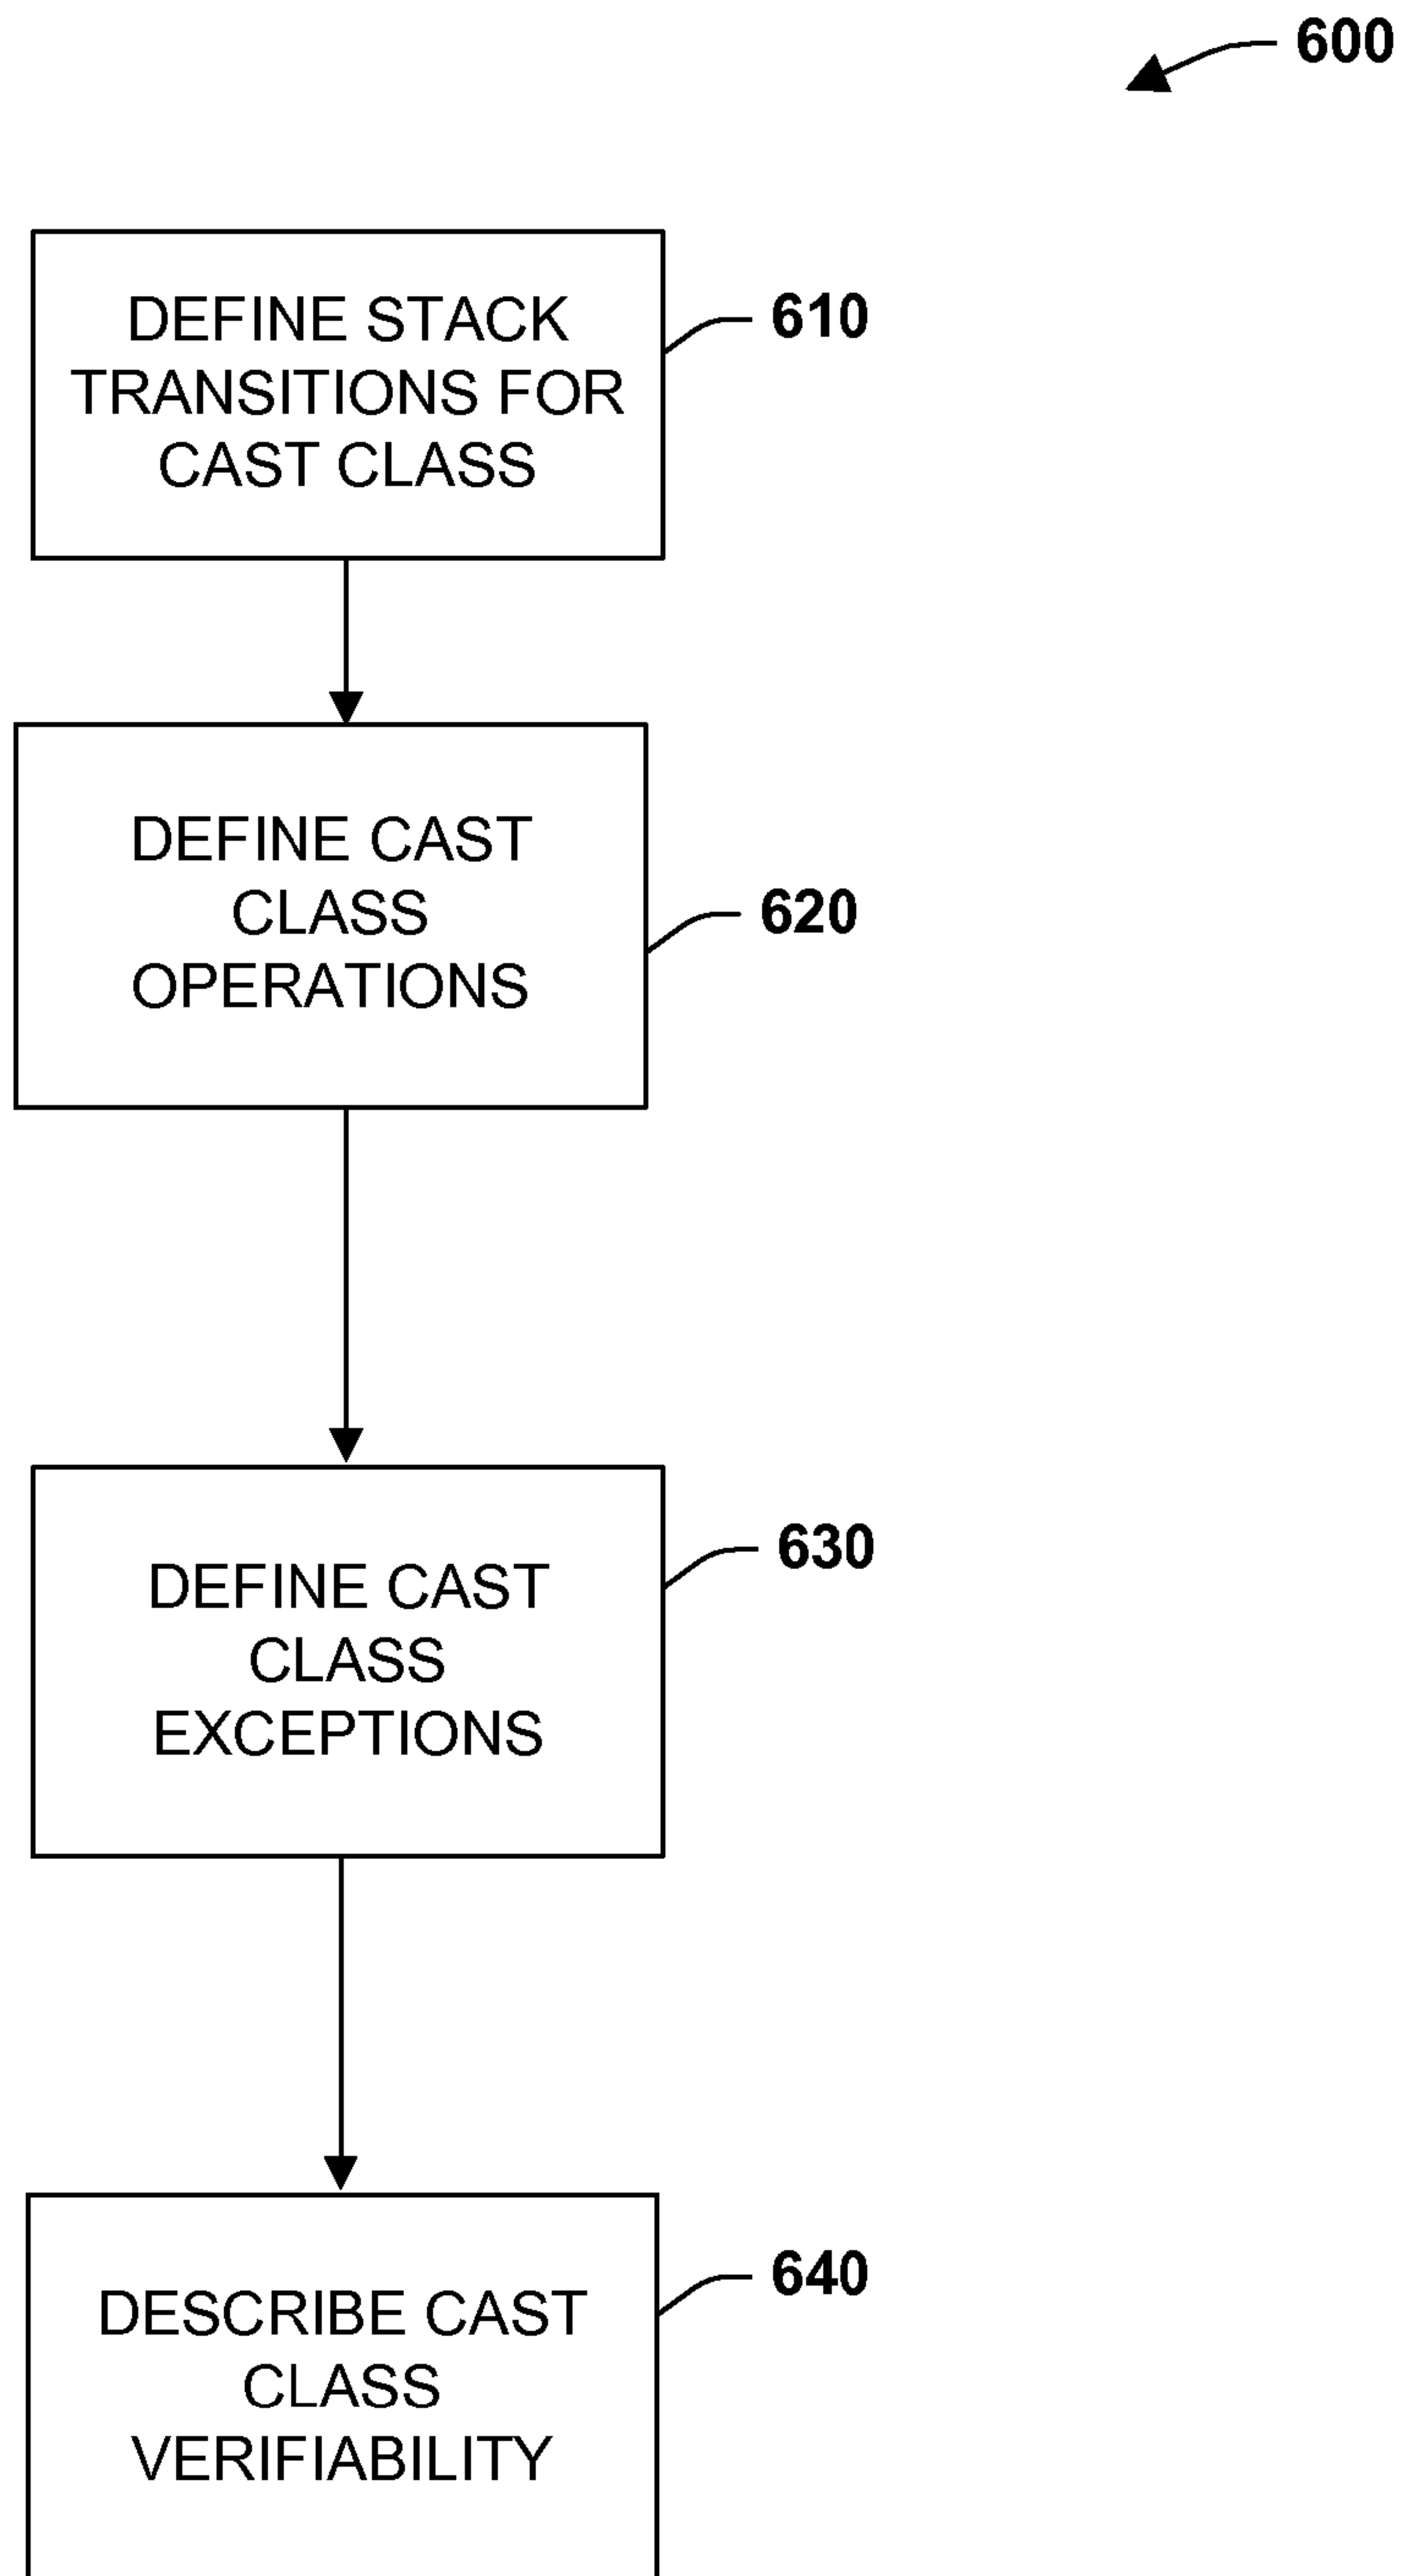 600
DEFINE STACK
TRANSITIONS FOR
CAST CLASS
610
DEFINE CAST
CLASS
OPERATIONS
620
DEFINE CAST
CLASS
EXCEPTIONS
630
DESCRIBE CAST
CLASS
VERIFIABILITY
640